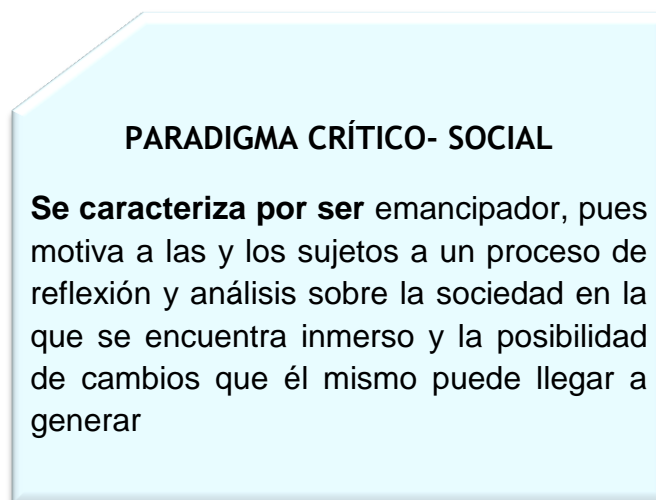 PARADIGMA CRÍTICO- SOCIAL
Se caracteriza por ser emancipador, pues
motiva a las y los sujetos a un proceso de
reflexión y análisis sobre la sociedad en la
que se encuentra inmerso y la posibilidad
de cambios que él mismo puede llegar a
generar